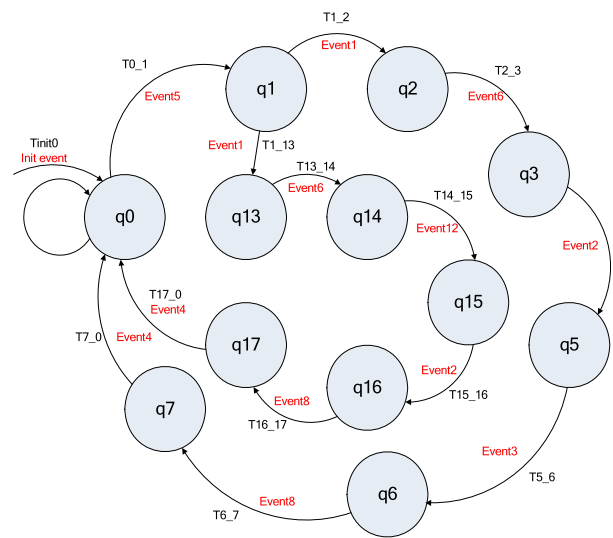 T1_2
Event1
T0_1
Event5
q1
q2
T2_3
Event6
Tinit0
Init event
Event1
T1_13
T13_14
Event6
q3
q0
q13
q14
T14_15
Event12
Event2
T17_0
Event4
q15
T7_0
Event4
q17
q5
Event2
T15_16
q16
Event8
T16_17
q7
Event3
T5_6
q6
Event8
T6_7